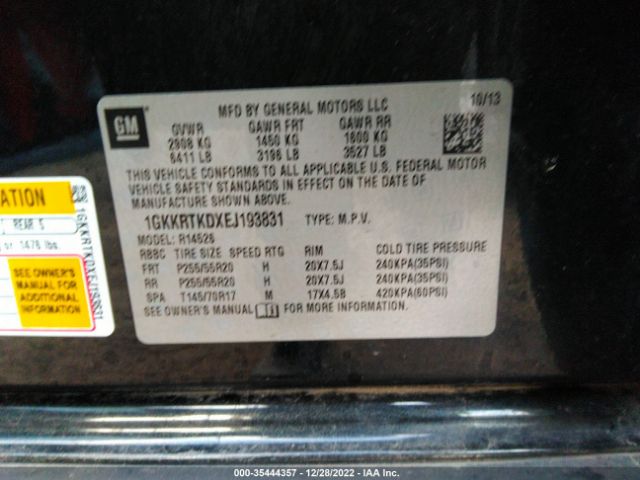 GM
MFD BY GENERAL MOTORS LLC 10/13
GVWR GAWR FRT GAWR RR
2908 KG 1450 KG 1600 KG
6411 LB 3196 LB 3527 LB
THIS VEHICLE CONFORMS TO ALL APPLICABLE U.S. FEDERAL MOTOR
VEHICLE SAFETY STANDARDS IN EFFECT ON THE DATE OF
MANUFACTURE SHOWN ABOVE.
1GKKRTKDXEJ193831 TYPE: M.P.V.
MODEL: R14526
RBBC TIRE SIZE SPEED RTG RIM COLD TIRE PRESSURE
FRT P255/55R20 H 20X7.5J 240KPA(35PSI)
RR P255/55R20 H 20X7.5J 240KPA(35PSI)
SPA T145/70R17 M 17X4.5B 420KPA(60PSI)
SEE OWNER'S MANUAL FOR MORE INFORMATION.
ATION
REAR 5
or 1478 lbs.
SEE OWNER'S
MANUAL FOR
ADDITIONAL
INFORMATION
1GKKRTKDXEJ193831
000-35444357 - 12/28/2022 - IAA Inc.